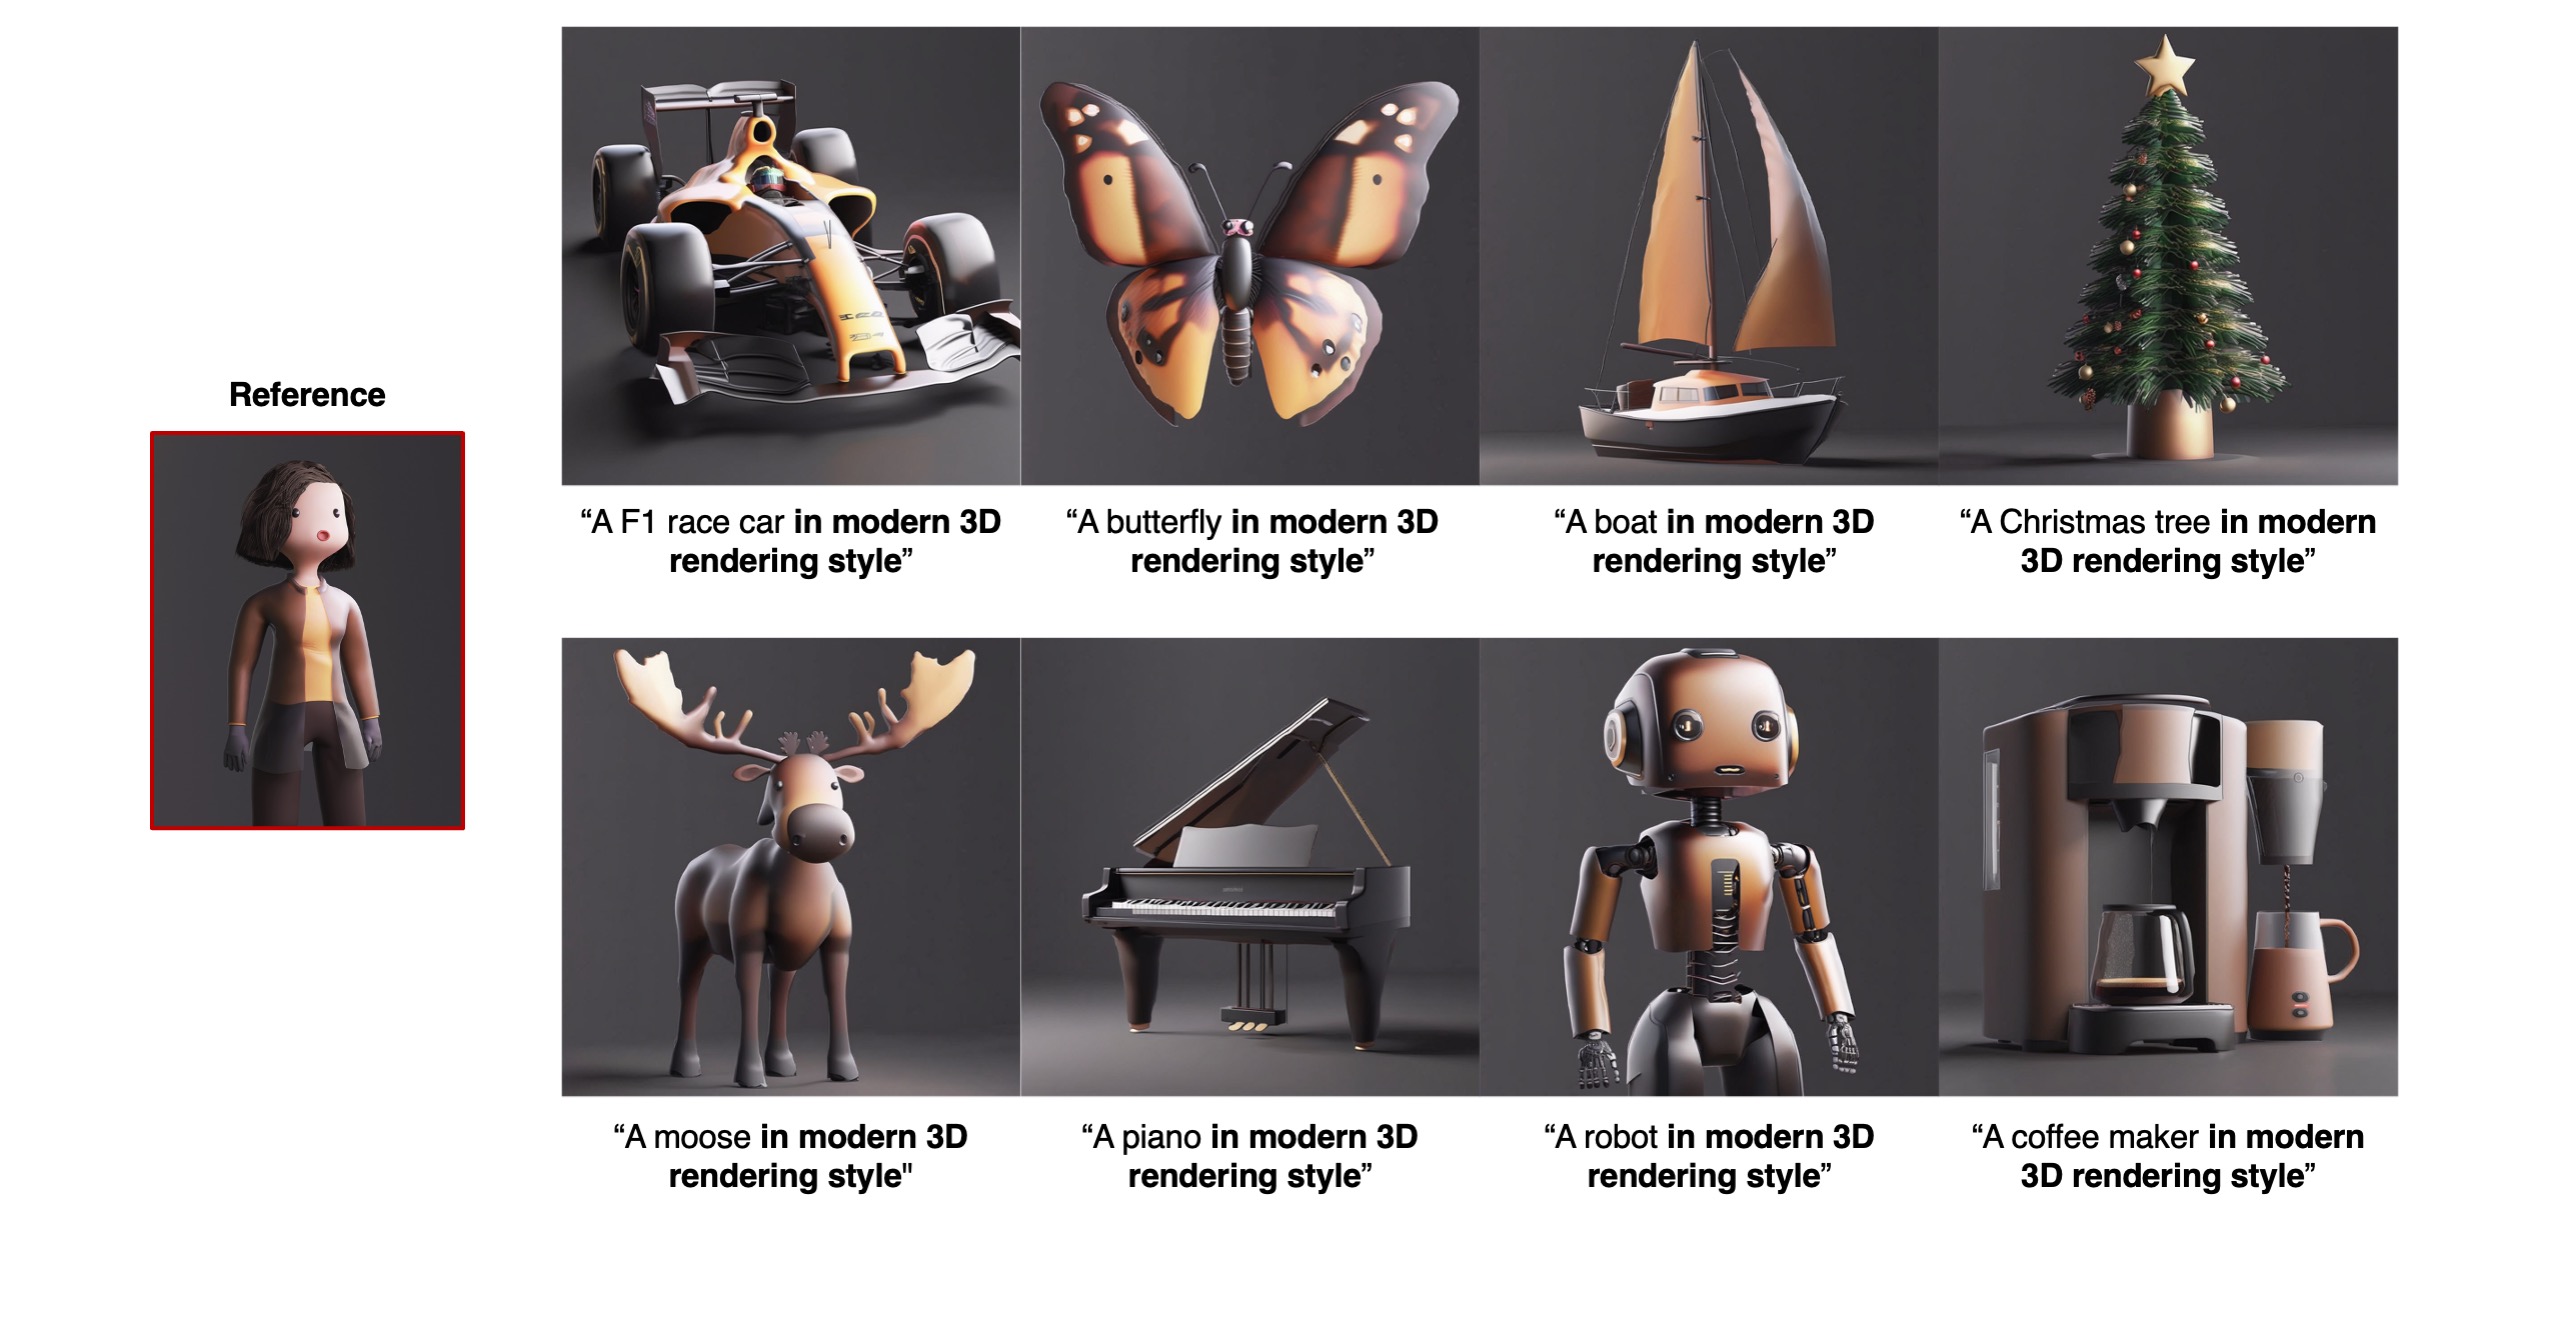 Reference
“A F1 race car in modern 3D
rendering style”
“A butterfly in modern 3D
rendering style”
“A boat in modern 3D
rendering style”
“A Christmas tree in modern
3D rendering style”
“A moose in modern 3D
rendering style"
“A piano in modern 3D
rendering style”
“A robot in modern 3D
rendering style”
“A coffee maker in modern
3D rendering style”